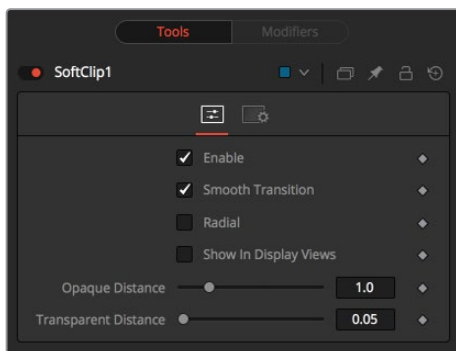 Tools Modifiers
SoftClip1
Enable
Smooth Transition
Radial
Show In Display Views
Opaque Distance 1.0
Transparent Distance 0.05